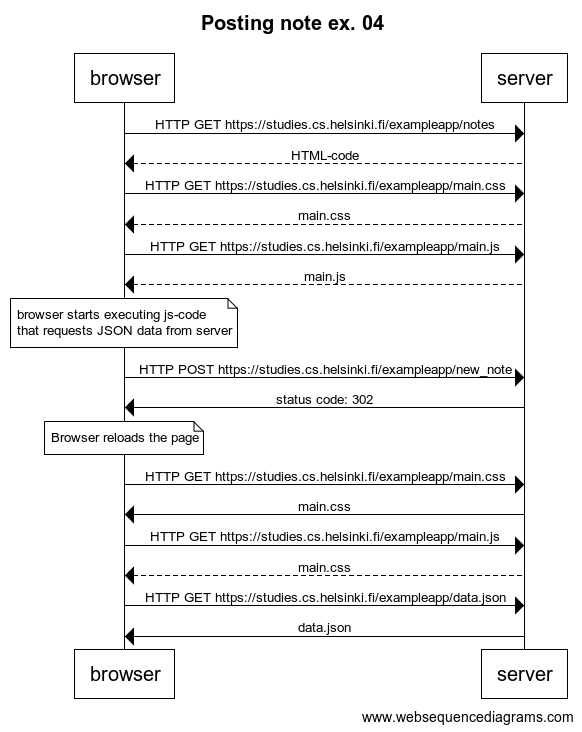 Posting note ex. 04
browser
server
HTTP GET https://studies.cs.helsinki.fi/exampleapp/notes
HTML-code
HTTP GET https://studies.cs.helsinki.fi/exampleapp/main.css
main.css
HTTP GET https://studies.cs.helsinki.fi/exampleapp/main.js
main.js
browser starts executing js-code
that requests JSON data from server
HTTP POST https://studies.cs.helsinki.fi/exampleapp/new_note
status code: 302
Browser reloads the page
HTTP GET https://studies.cs.helsinki.fi/exampleapp/main.css
main.css
HTTP GET https://studies.cs.helsinki.fi/exampleapp/main.js
main.css
HTTP GET https://studies.cs.helsinki.fi/exampleapp/data.json
data.json
browser
server
www.websequencediagrams.com